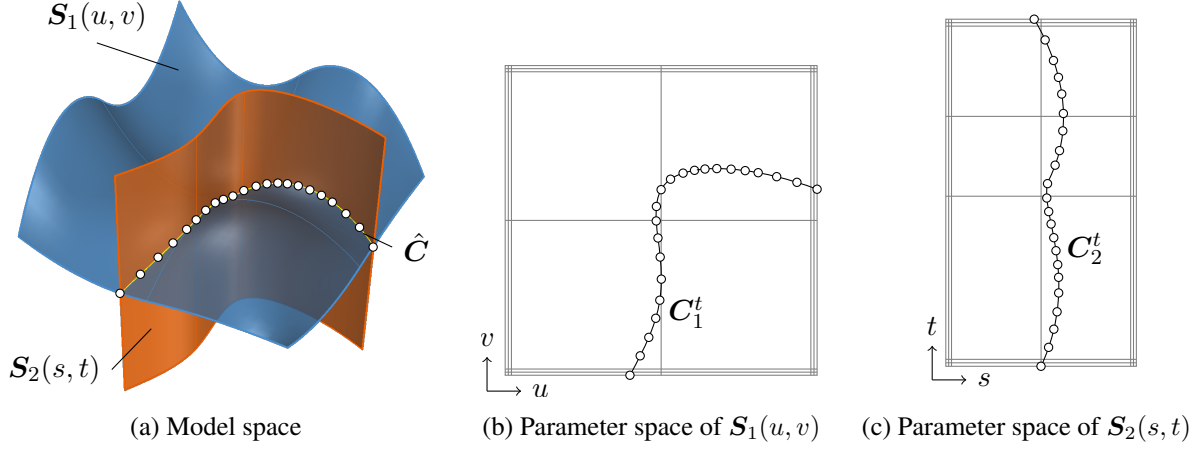 S₁(u, v)
Ĉ
S₂(s, t)
(a) Model space
C₁ᵗ
v
u
(b) Parameter space of S₁(u, v)
C₂ᵗ
t
s
(c) Parameter space of S₂(s, t)